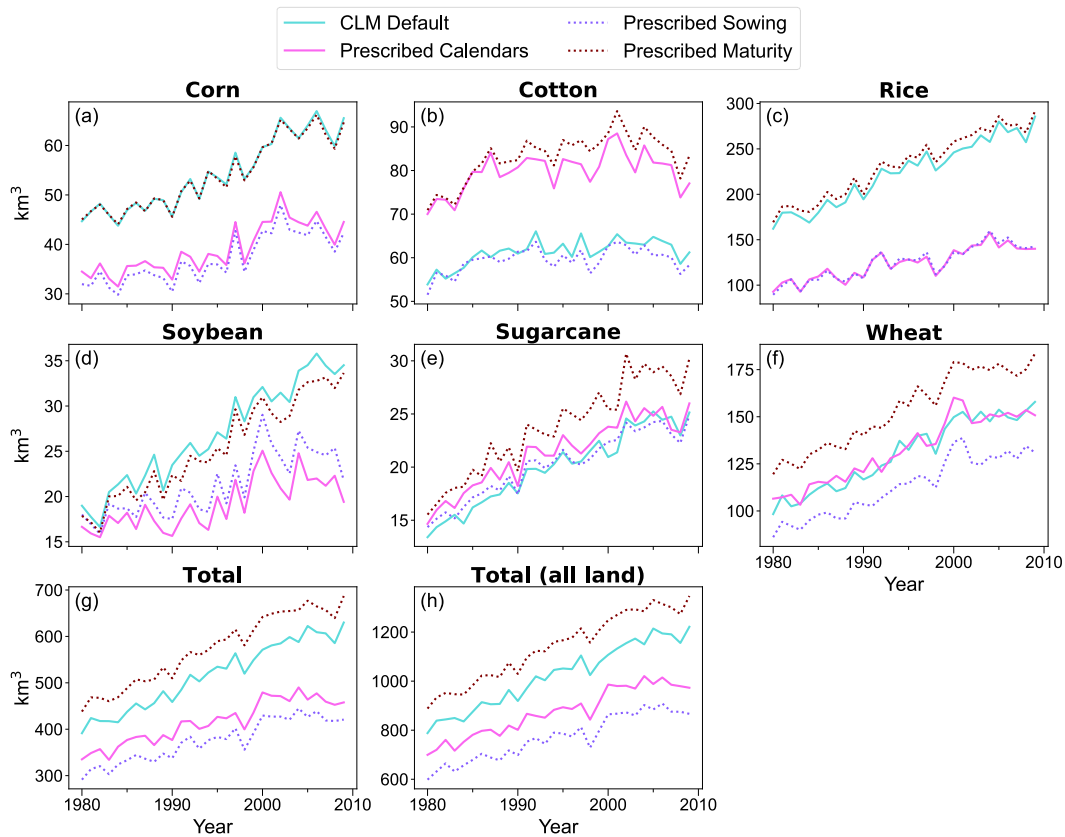 CLM Default
Prescribed Sowing
Prescribed Calendars
Prescribed Maturity
Corn
Cotton
Rice
(a)
(b)
(c)
60
50
40
30
km³
90
80
70
60
50
300
250
200
150
100
Soybean
Sugarcane
Wheat
(d)
(e)
(f)
35
30
25
20
15
km³
30
25
20
15
175
150
125
100
1980
1990
2000
2010
Year
Total
Total (all land)
(g)
(h)
700
600
500
400
300
km³
1200
1000
800
600
1980
1990
2000
2010
1980
1990
2000
2010
Year
Year